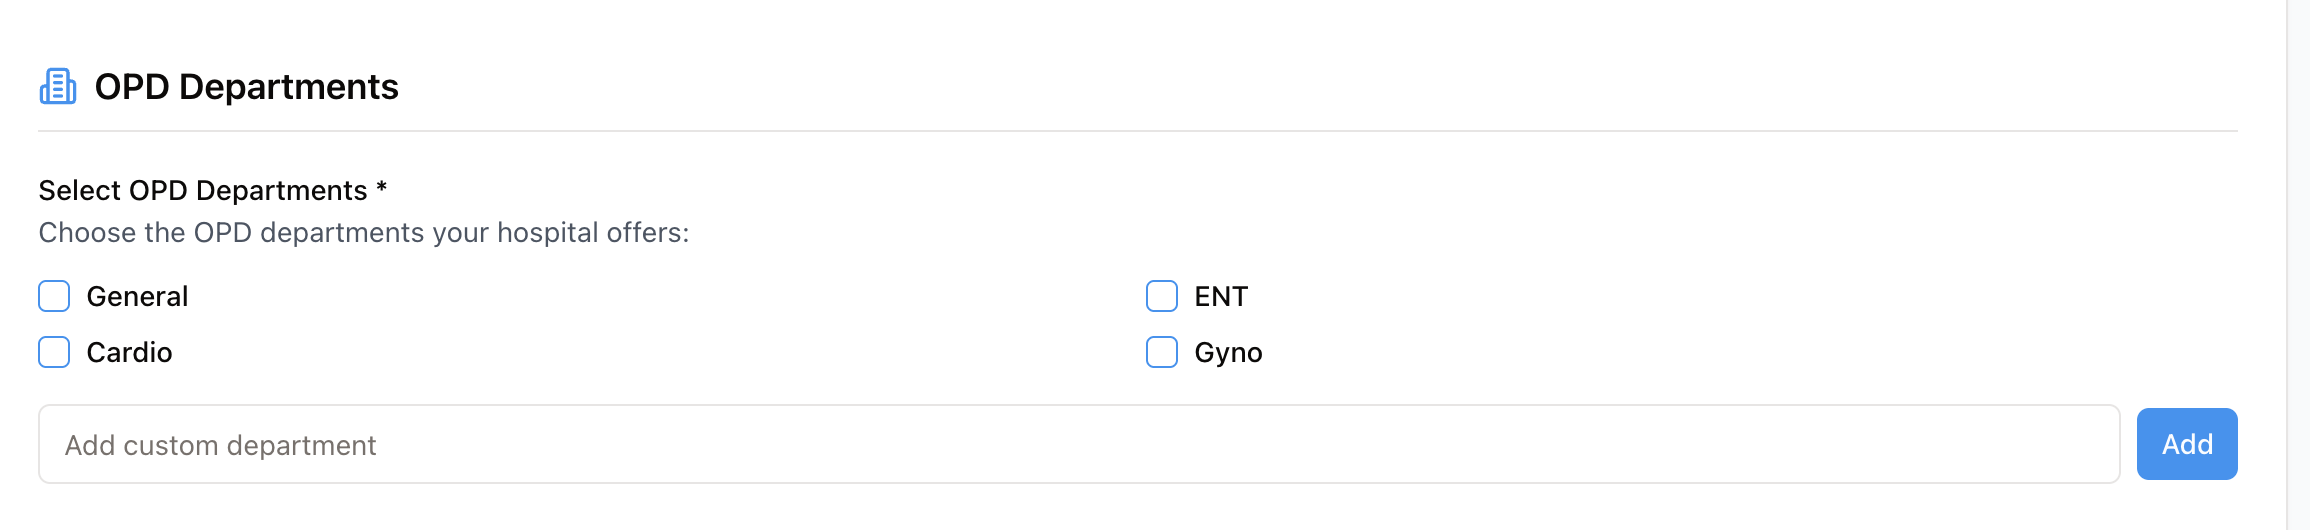 OPD Departments
Select OPD Departments *
Choose the OPD departments your hospital offers:
General
ENT
Cardio
Gyno
Add custom department
Add